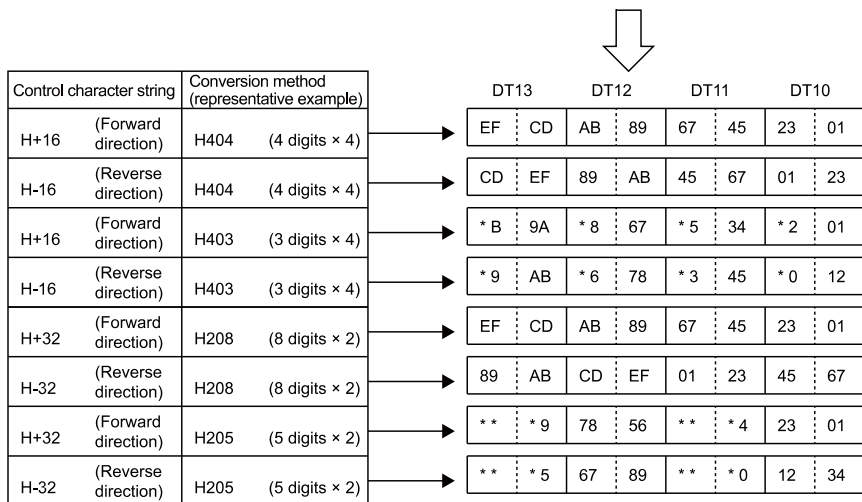 Control character string Conversion method (representative example) DT13 DT12 DT11 DT10
H+16 (Forward direction) H404 (4 digits × 4) EF CD AB 89 67 45 23 01
H-16 (Reverse direction) H404 (4 digits × 4) CD EF 89 AB 45 67 01 23
H+16 (Forward direction) H403 (3 digits × 4) * B 9A * 8 67 * 5 34 * 2 01
H-16 (Reverse direction) H403 (3 digits × 4) * 9 AB * 6 78 * 3 45 * 0 12
H+32 (Forward direction) H208 (8 digits × 2) EF CD AB 89 67 45 23 01
H-32 (Reverse direction) H208 (8 digits × 2) 89 AB CD EF 01 23 45 67
H+32 (Forward direction) H205 (5 digits × 2) * * * 9 78 56 * * * 4 23 01
H-32 (Reverse direction) H205 (5 digits × 2) * * * 5 67 89 * * * 0 12 34